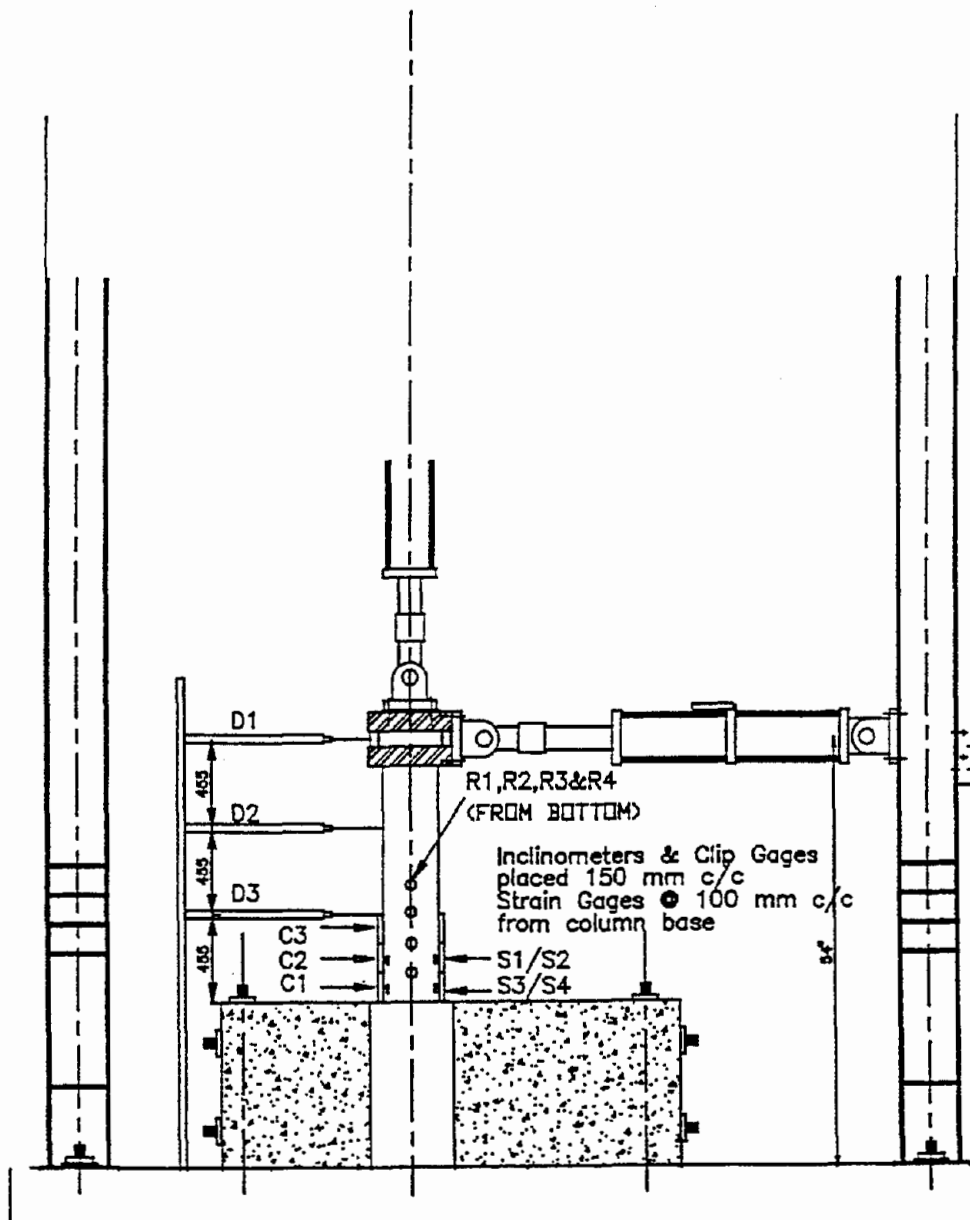 D1
455
D2
455
D3
455
R1,R2,R3&R4
(FROM BOTTOM)
Inclinometers & Clip Gages
placed 150 mm c/c
Strain Gages @ 100 mm c/c
from column base
C3
C2
C1
S1/S2
S3/S4
54"